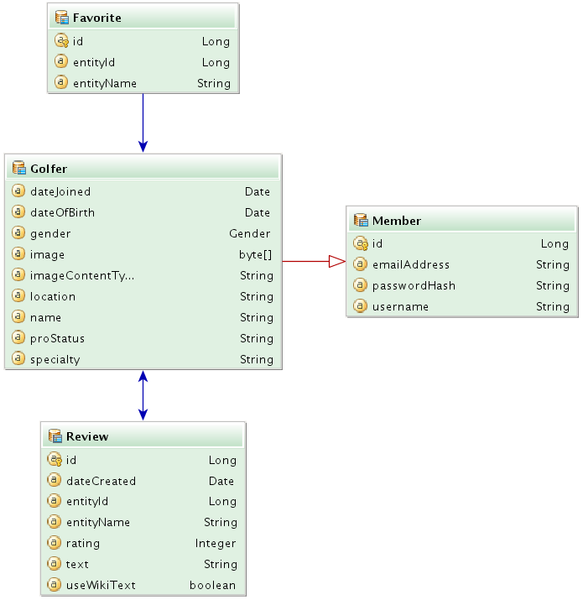 Favorite
id Long
entityId Long
entityName String
Golfer
dateJoined Date
dateOfBirth Date
gender Gender
image byte[]
imageContentTy... String
location String
name String
proStatus String
specialty String
Member
id Long
emailAddress String
passwordHash String
username String
Review
id Long
dateCreated Date
entityId Long
entityName String
rating Integer
text String
useWikiText boolean